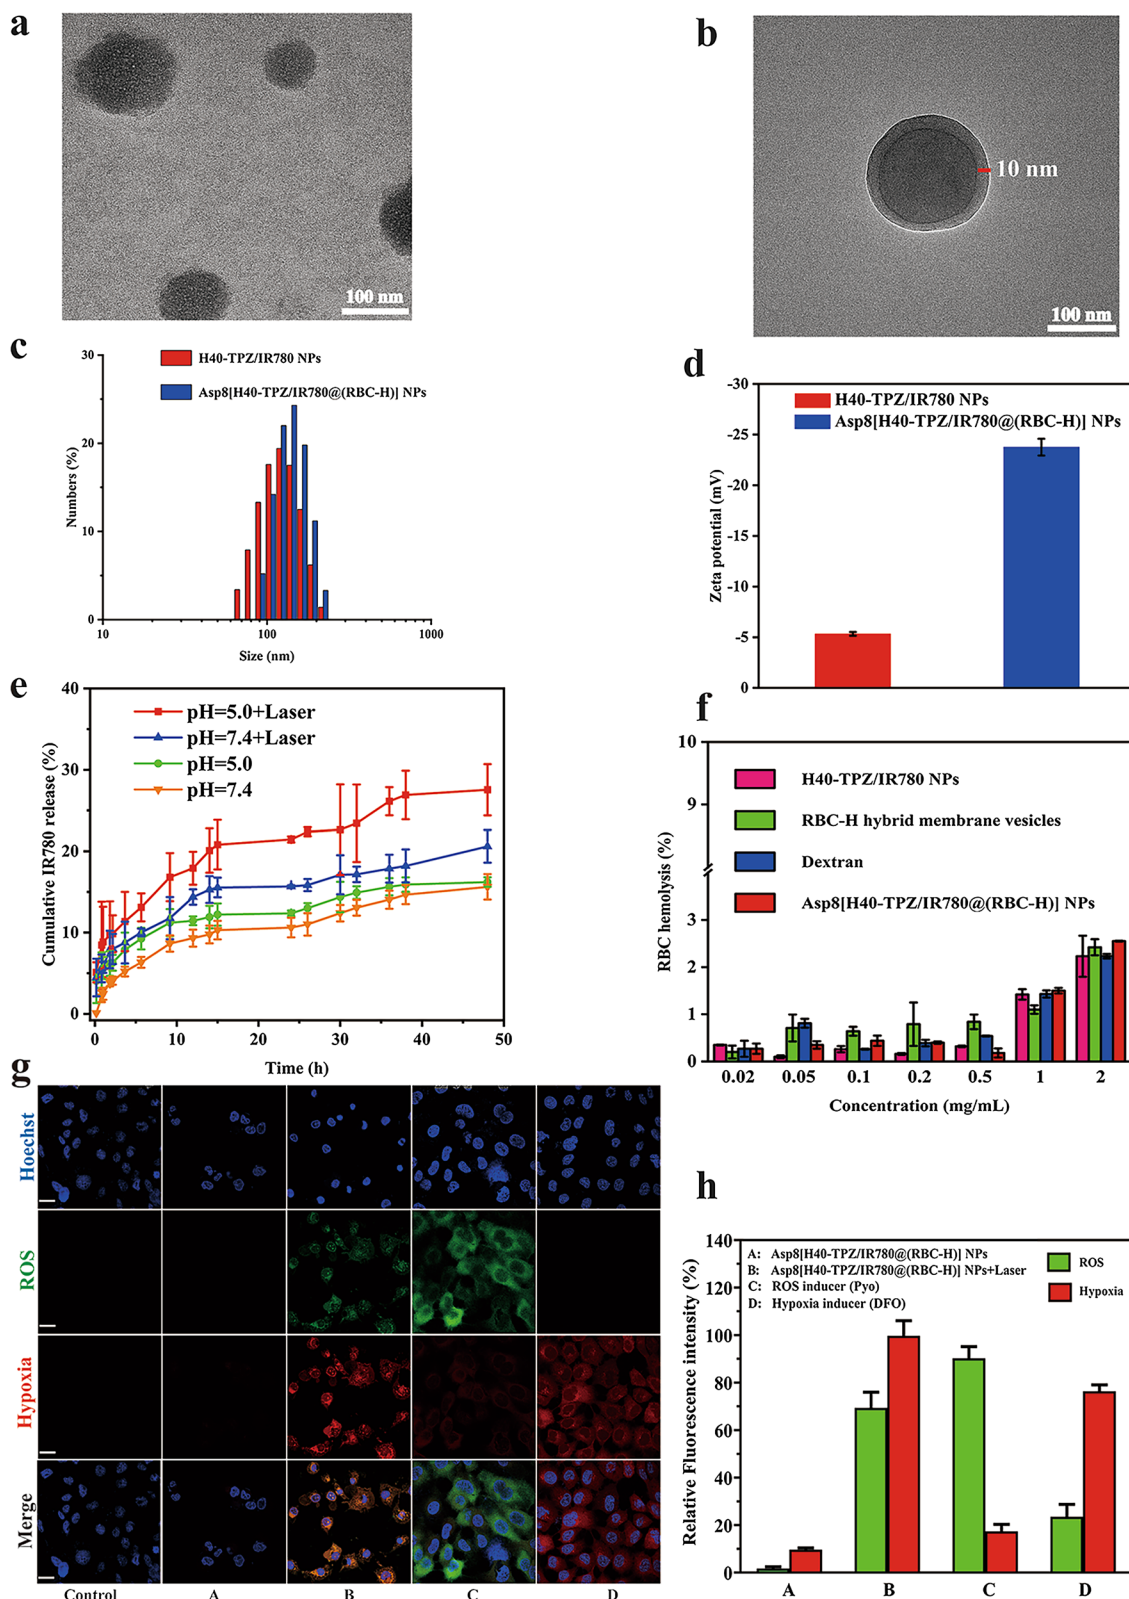 a
100 nm
b
10 nm
100 nm
c
H40-TPZ/IR780 NPs
Asp8[H40-TPZ/IR780@(RBC-H)] NPs
30
20
10
0
Numbers (%)
10
100
1000
Size (nm)
d
H40-TPZ/IR780 NPs
Asp8[H40-TPZ/IR780@(RBC-H)] NPs
-30
-25
-20
-15
-10
-5
0
Zeta potential (mV)
e
pH=5.0+Laser
pH=7.4+Laser
pH=5.0
pH=7.4
40
30
20
10
0
Cumulative IR780 release (%)
0
10
20
30
40
50
Time (h)
f
H40-TPZ/IR780 NPs
RBC-H hybrid membrane vesicles
Dextran
Asp8[H40-TPZ/IR780@(RBC-H)] NPs
10
9
3
2
1
0
RBC hemolysis (%)
0.02
0.05
0.1
0.2
0.5
1
2
Concentration (mg/mL)
g
Hoechst
ROS
Hypoxia
Merge
Control
A
B
C
D
h
A: Asp8[H40-TPZ/IR780@(RBC-H)] NPs
B: Asp8[H40-TPZ/IR780@(RBC-H)] NPs+Laser
C: ROS inducer (Pyo)
D: Hypoxia inducer (DFO)
ROS
Hypoxia
140
120
100
80
60
40
20
0
Relative Fluorescence intensity (%)
A
B
C
D